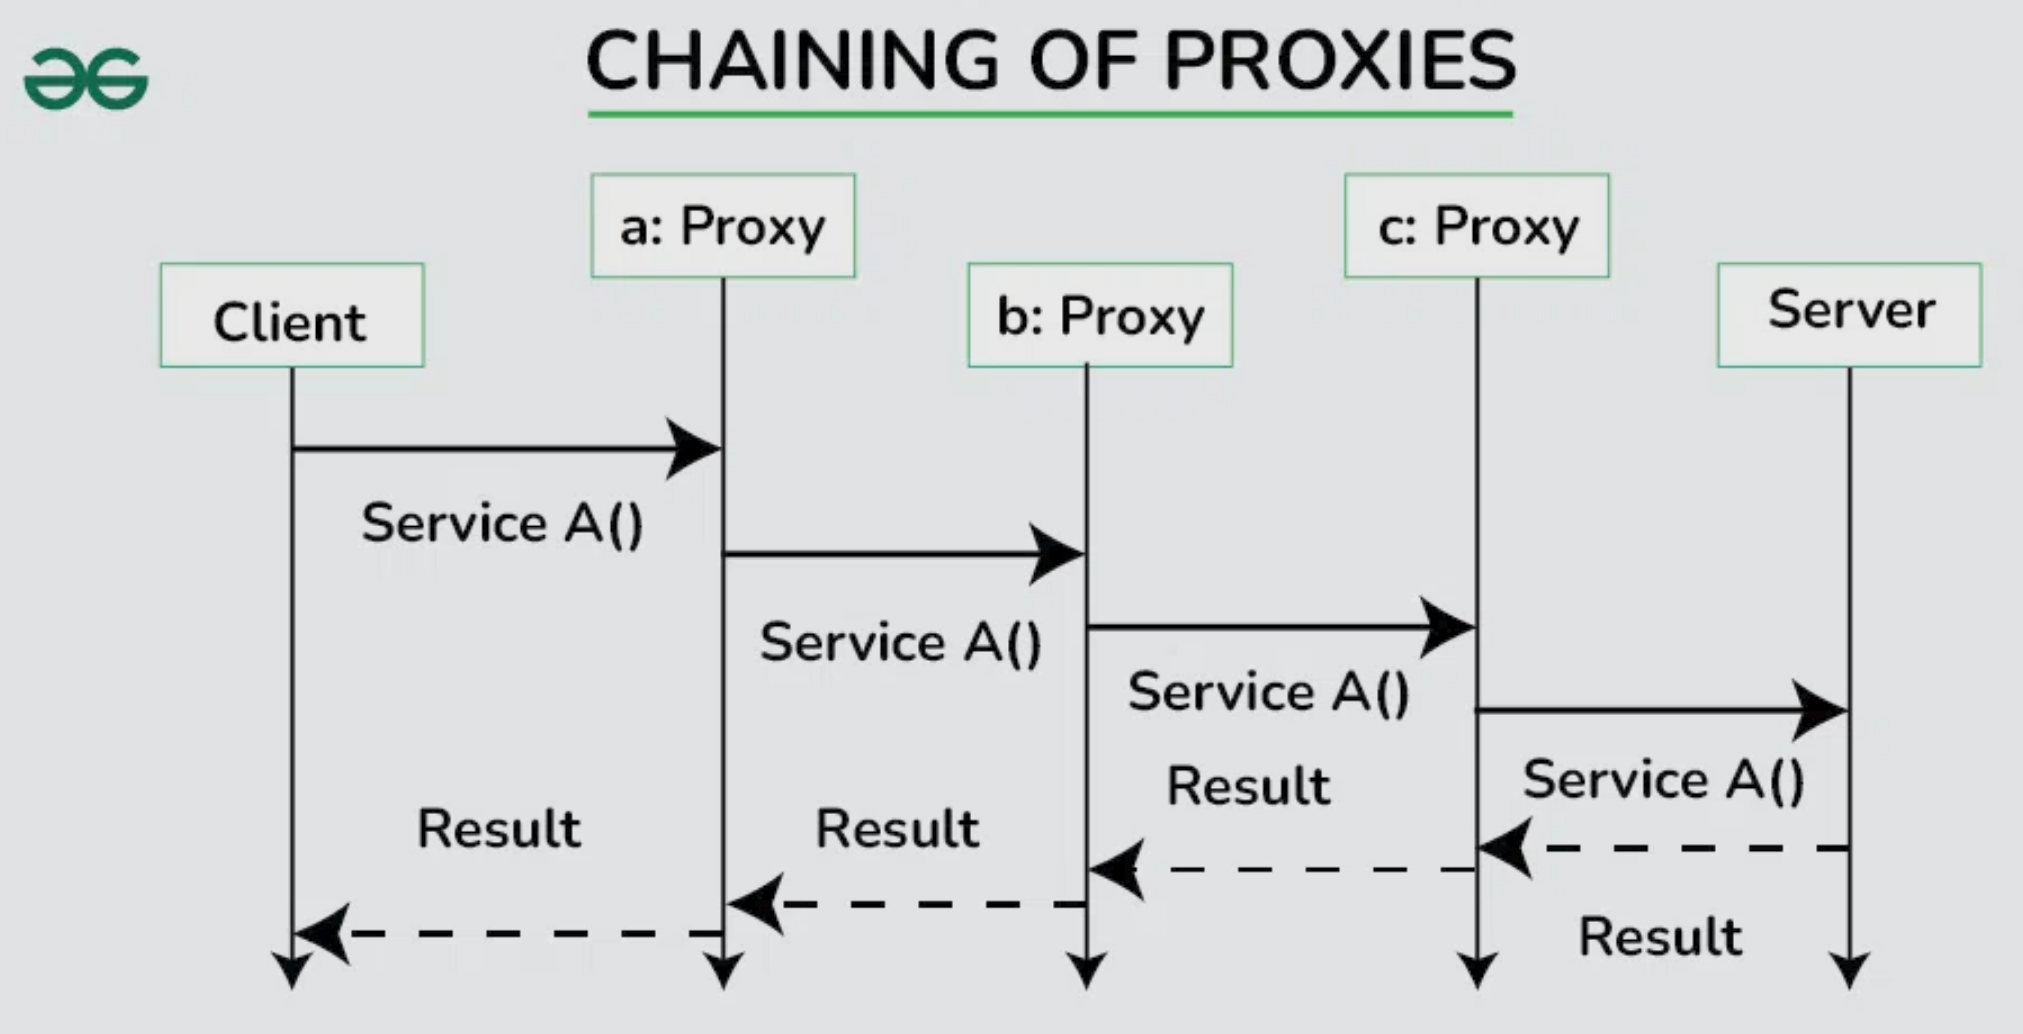 CHAINING OF PROXIES
a: Proxy
c: Proxy
Client
b: Proxy
Server
Service A()
Service A()
Service A()
Service A()
Result
Result
Result
Result